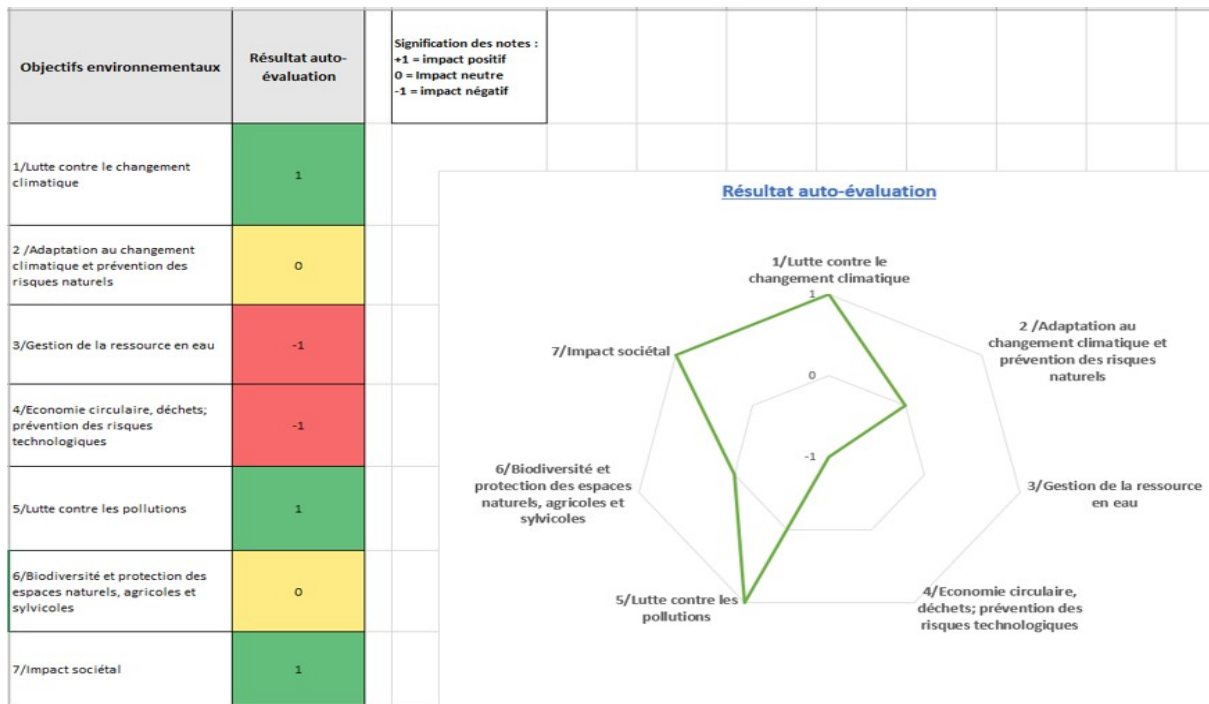 Objectifs environnementaux
Résultat auto-
évaluation
Signification des notes :
+1 = impact positif
0 = Impact neutre
-1 = impact négatif
1/Lutte contre le changement
climatique
1
2 /Adaptation au changement
climatique et prévention des
risques naturels
0
3/Gestion de la ressource en eau
-1
4/Economie circulaire, déchets;
prévention des risques
technologiques
-1
5/Lutte contre les pollutions
1
6/Biodiversité et protection des
espaces naturels, agricoles et
sylvicoles
0
7/Impact sociétal
1
Résultat auto-évaluation
1/Lutte contre le
changement climatique
1
0
-1
2 /Adaptation au
changement climatique et
prévention des risques
naturels
3/Gestion de la ressource
en eau
4/Economie circulaire,
déchets; prévention des
risques technologiques
5/Lutte contre les
pollutions
6/Biodiversité et
protection des espaces
naturels, agricoles et
sylvicoles
7/Impact sociétal